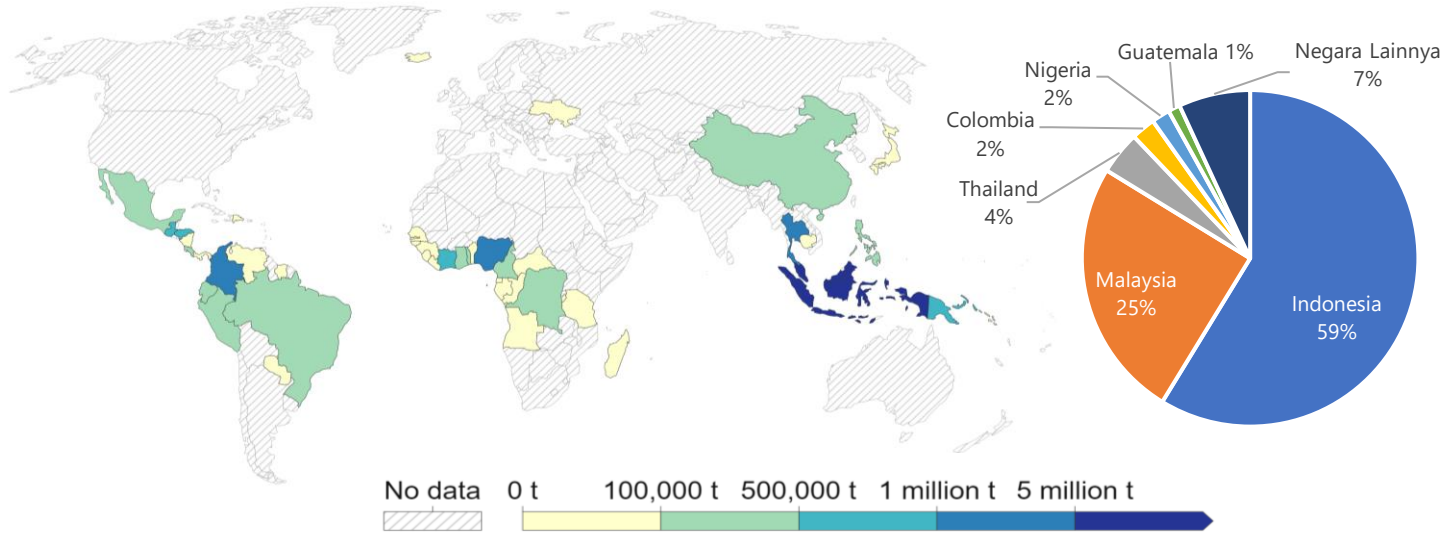 Guatemala 1%
Negara Lainnya
7%
Nigeria
2%
Colombia
2%
Thailand
4%
Malaysia
25%
Indonesia
59%
No data 0 t 100,000 t 500,000 t 1 million t 5 million t